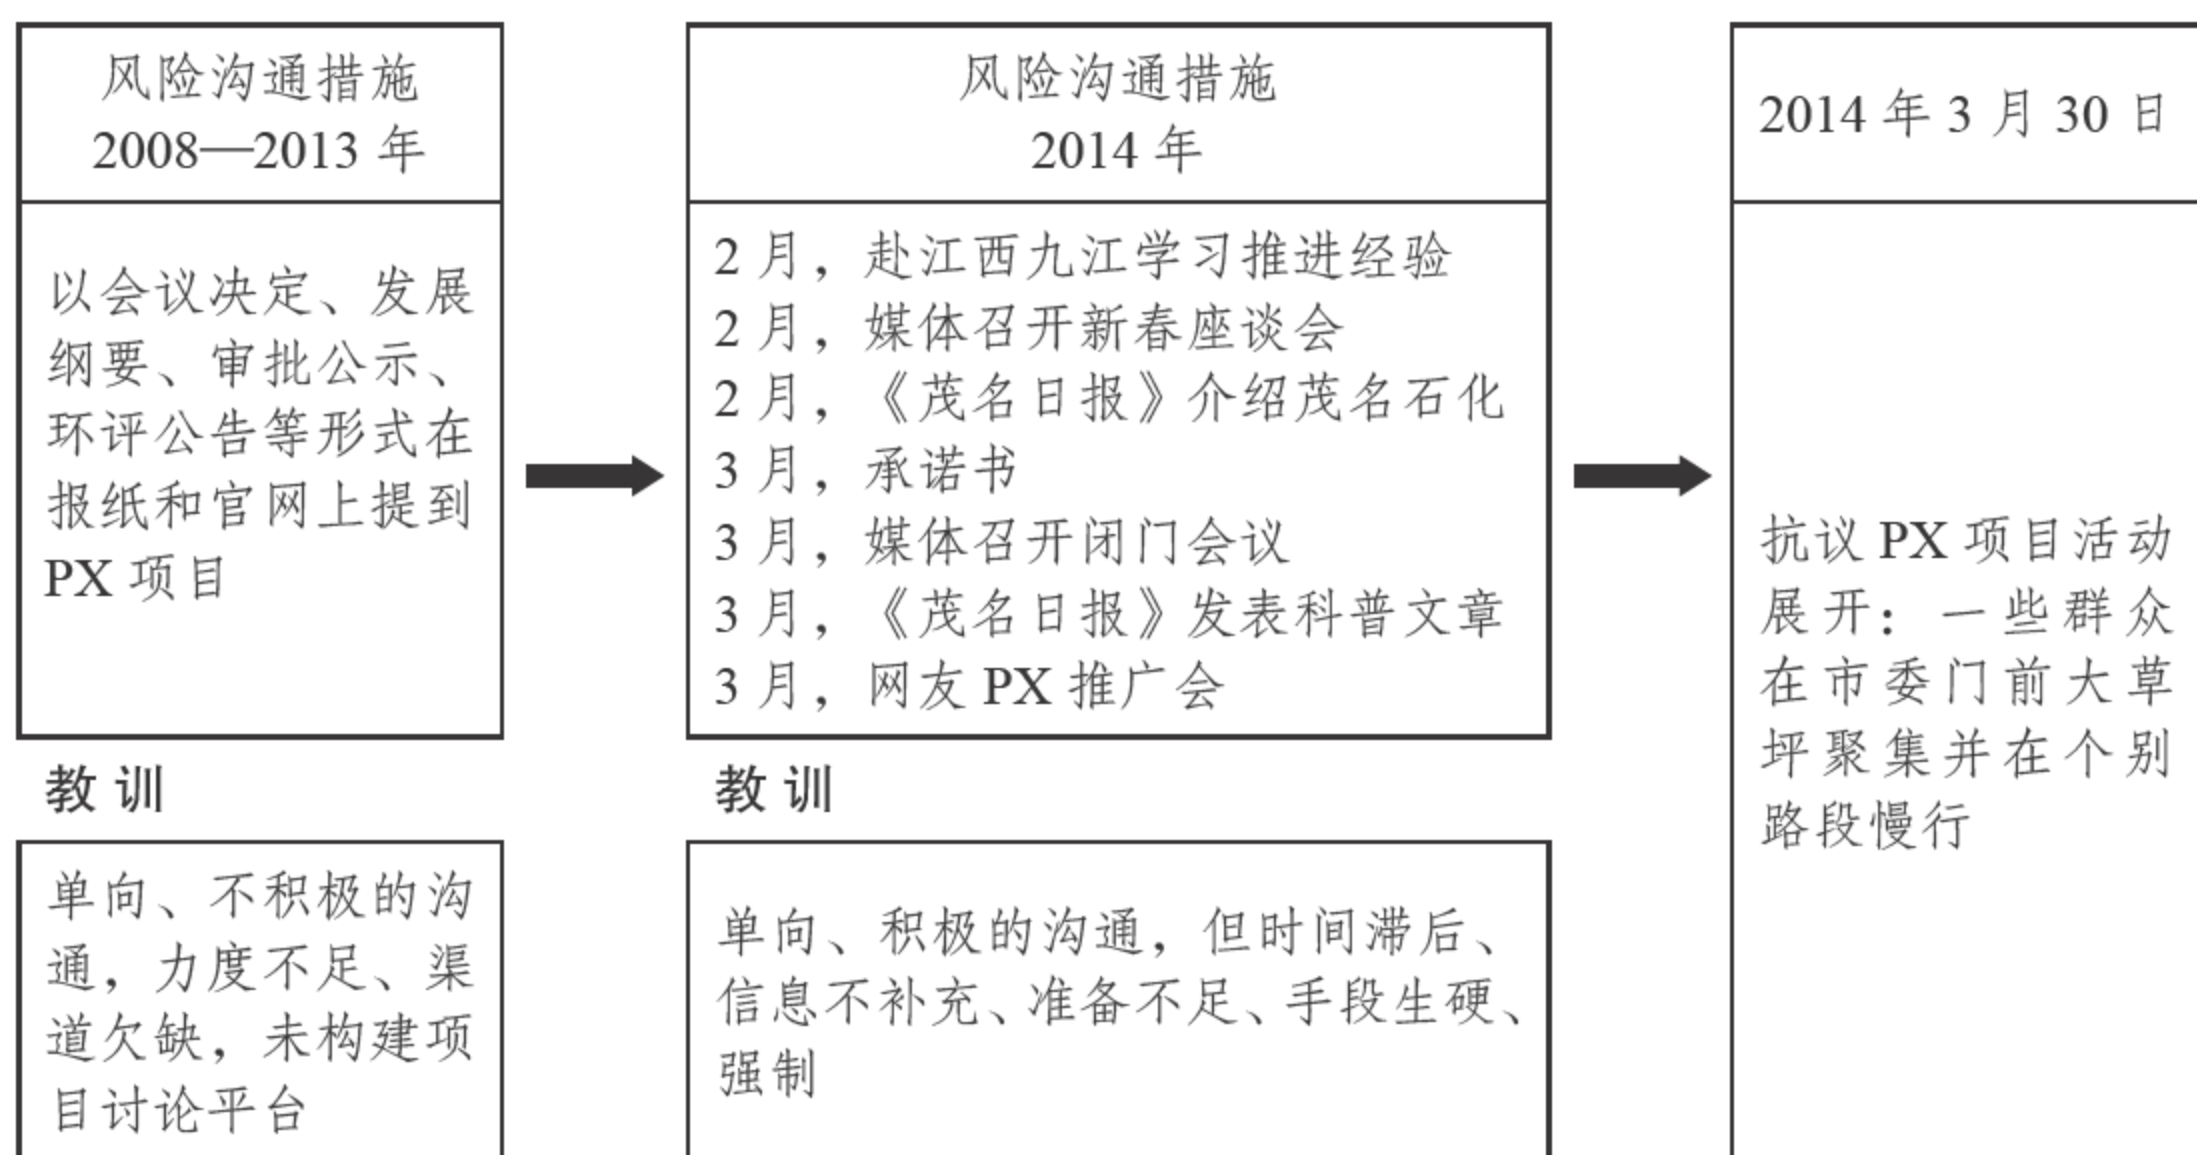 风险沟通措施
2008—2013 年
以会议决定、发展
纲要、审批公示、
环评公告等形式在
报纸和官网上提到
PX 项目
教 训
单向、不积极的沟
通，力度不足、渠
道欠缺，未构建项
目讨论平台
风险沟通措施
2014 年
2 月，赴江西九江学习推进经验
2 月，媒体召开新春座谈会
2 月，《茂名日报》介绍茂名石化
3 月，承诺书
3 月，媒体召开闭门会议
3 月，《茂名日报》发表科普文章
3 月，网友 PX 推广会
教 训
单向、积极的沟通，但时间滞后、
信息不补充、准备不足、手段生硬、
强制
2014 年 3 月 30 日
抗议 PX 项目活动
展开：一些群众
在市委门前大草
坪聚集并在个别
路段慢行